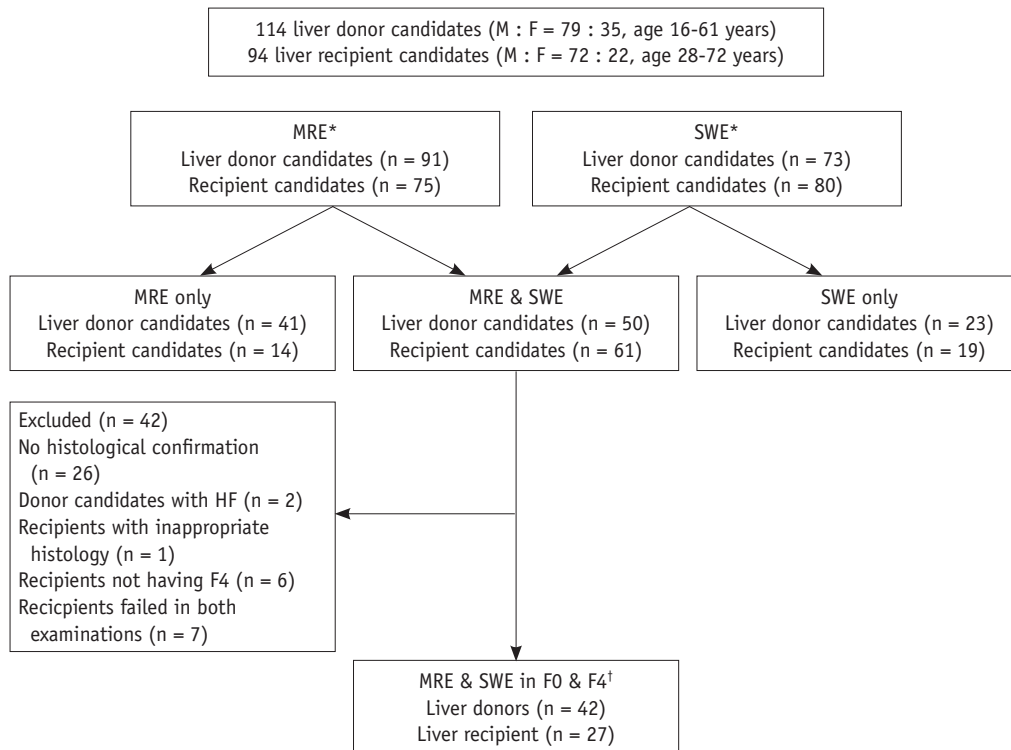 114 liver donor candidates (M : F = 79 : 35, age 16-61 years)
94 liver recipient candidates (M : F = 72 : 22, age 28-72 years)
MRE*
Liver donor candidates (n = 91)
Recipient candidates (n = 75)
SWE*
Liver donor candidates (n = 73)
Recipient candidates (n = 80)
MRE only
Liver donor candidates (n = 41)
Recipient candidates (n = 14)
MRE & SWE
Liver donor candidates (n = 50)
Recipient candidates (n = 61)
SWE only
Liver donor candidates (n = 23)
Recipient candidates (n = 19)
Excluded (n = 42)
No histological confirmation
(n = 26)
Donor candidates with HF (n = 2)
Recipients with inappropriate
histology (n = 1)
Recipients not having F4 (n = 6)
Recicpients failed in both
examinations (n = 7)
MRE & SWE in F0 & F4†
Liver donors (n = 42)
Liver recipient (n = 27)